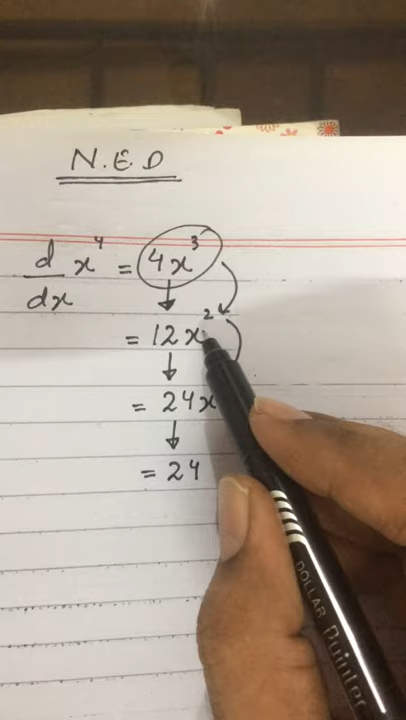 N.E.D
d/dx x⁴ = 4x³
= 12x²
= 24x
= 24
DOLLAR Pointer